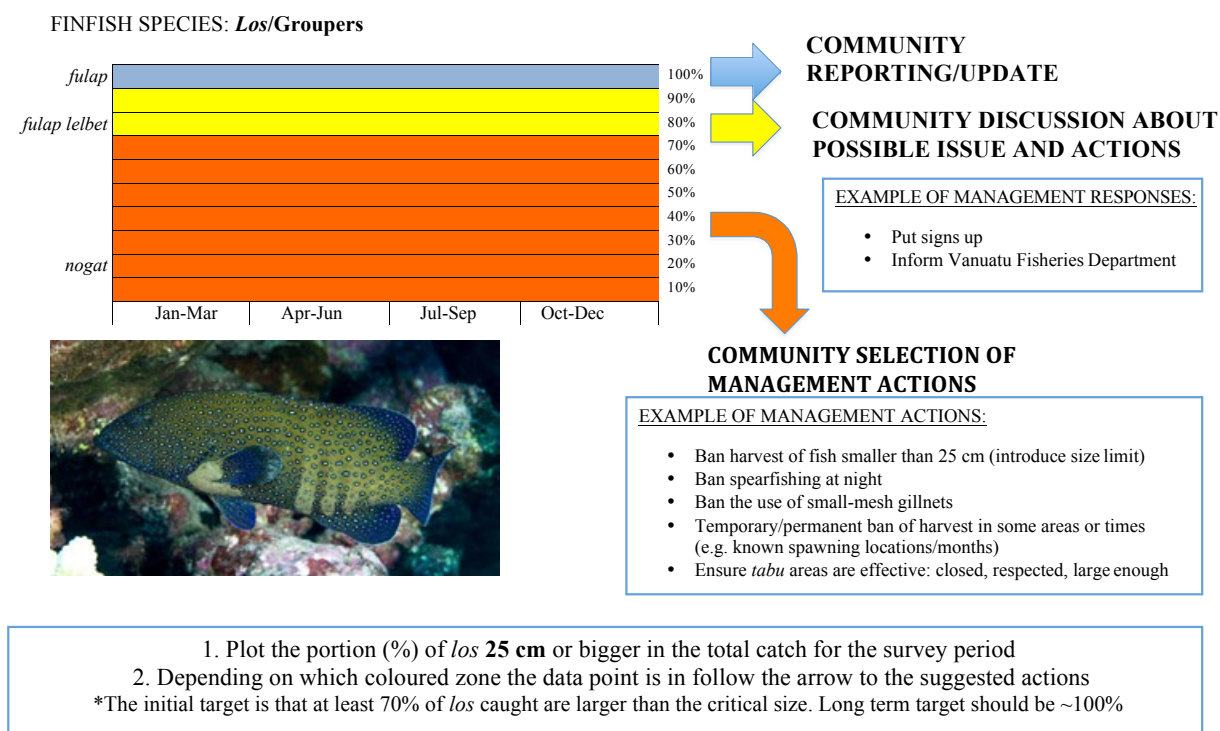 FINFISH SPECIES: Los/Groupers
fulap
fulap lelbet
nogat
100%
90%
80%
70%
60%
50%
40%
30%
20%
10%
Jan-Mar
Apr-Jun
Jul-Sep
Oct-Dec
COMMUNITY
REPORTING/UPDATE
COMMUNITY DISCUSSION ABOUT
POSSIBLE ISSUE AND ACTIONS
EXAMPLE OF MANAGEMENT RESPONSES:
• Put signs up
• Inform Vanuatu Fisheries Department
COMMUNITY SELECTION OF
MANAGEMENT ACTIONS
EXAMPLE OF MANAGEMENT ACTIONS:
• Ban harvest of fish smaller than 25 cm (introduce size limit)
• Ban spearfishing at night
• Ban the use of small-mesh gillnets
• Temporary/permanent ban of harvest in some areas or times
(e.g. known spawning locations/months)
• Ensure tabu areas are effective: closed, respected, large enough
1. Plot the portion (%) of los 25 cm or bigger in the total catch for the survey period
2. Depending on which coloured zone the data point is in follow the arrow to the suggested actions
*The initial target is that at least 70% of los caught are larger than the critical size. Long term target should be ~100%